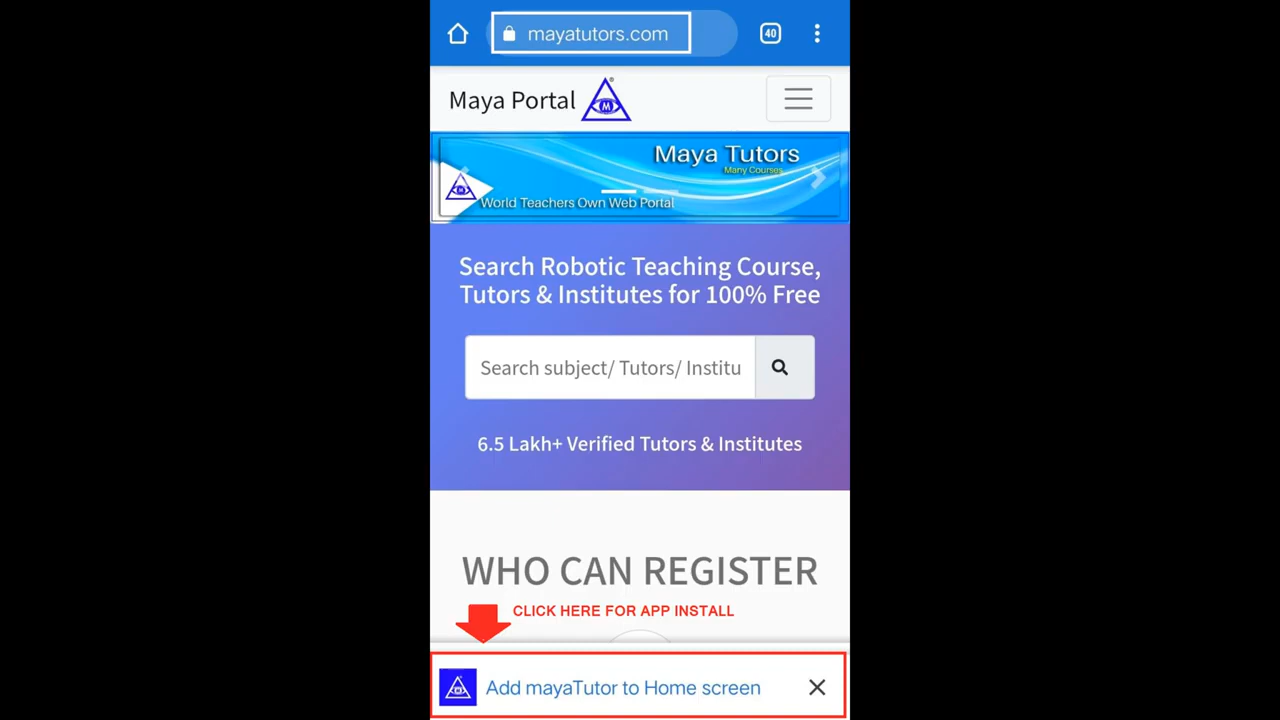 mayatutors.com
40
Maya Portal
M
Maya Tutors
Many Courses
World Teachers Own Web Portal
Search Robotic Teaching Course,
Tutors & Institutes for 100% Free
Search subject/ Tutors/ Institu
6.5 Lakh+ Verified Tutors & Institutes
WHO CAN REGISTER
CLICK HERE FOR APP INSTALL
Add mayaTutor to Home screen